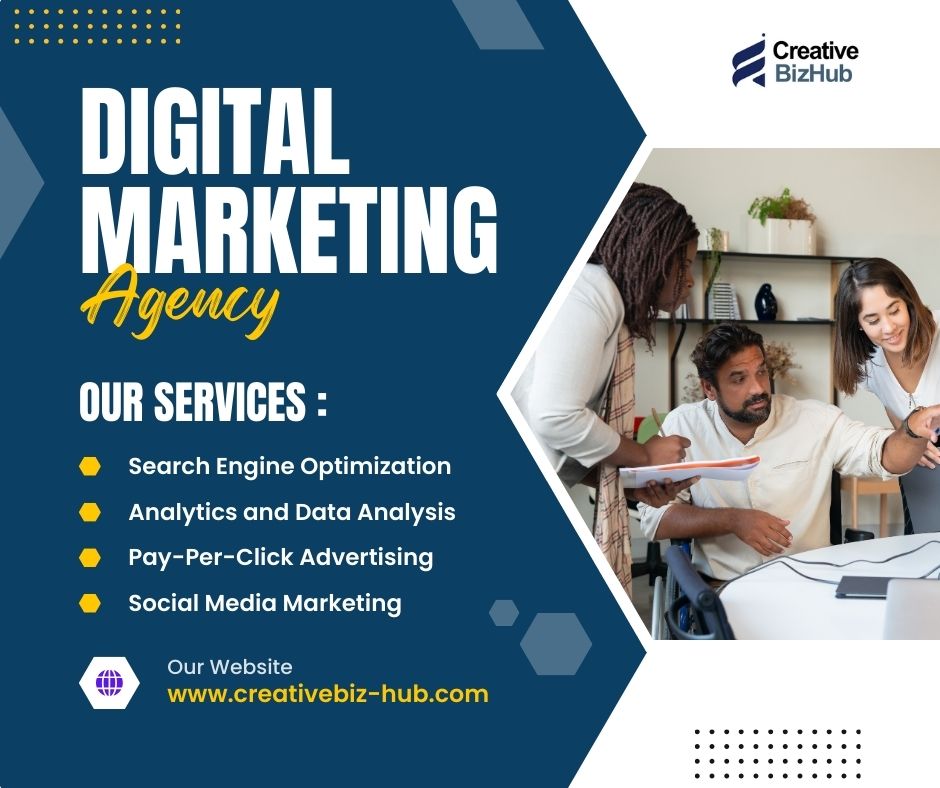 Creative
BizHub
DIGITAL
MARKETING
Agency
OUR SERVICES :
Search Engine Optimization
Analytics and Data Analysis
Pay-Per-Click Advertising
Social Media Marketing
Our Website
www.creativebiz-hub.com